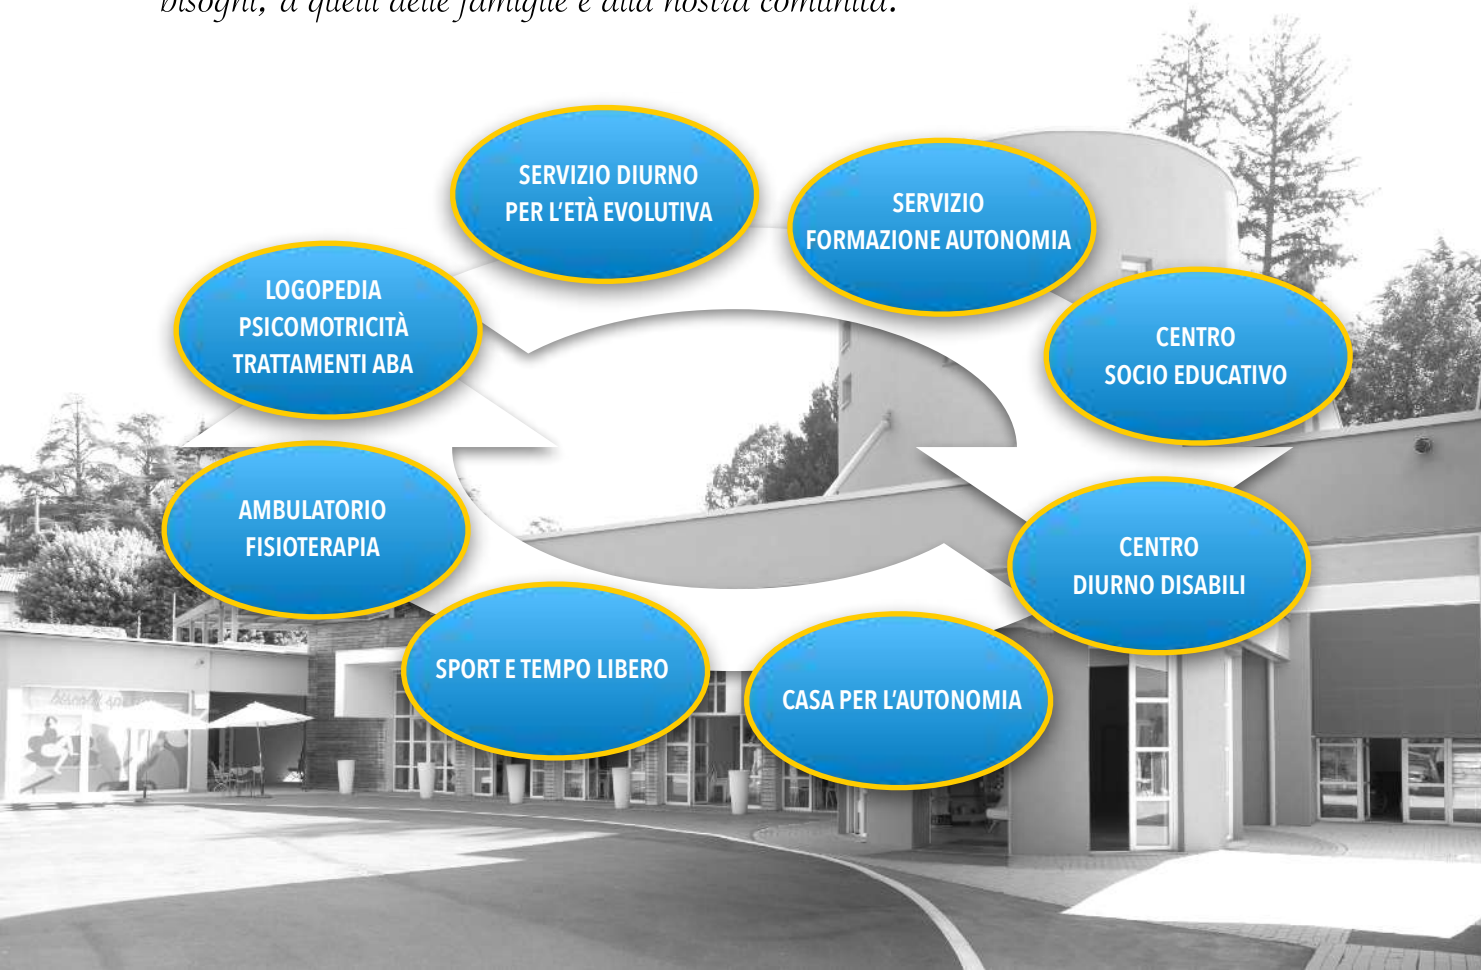 bisogni, a quelli delle famiglie e alla nostra comunità.
SERVIZIO DIURNO
PER L'ETÀ EVOLUTIVA
SERVIZIO
FORMAZIONE AUTONOMIA
LOGOPEDIA
PSICOMOTRICITÀ
TRATTAMENTI ABA
CENTRO
SOCIO EDUCATIVO
AMBULATORIO
FISIOTERAPIA
CENTRO
DIURNO DISABILI
SPORT E TEMPO LIBERO
CASA PER L'AUTONOMIA